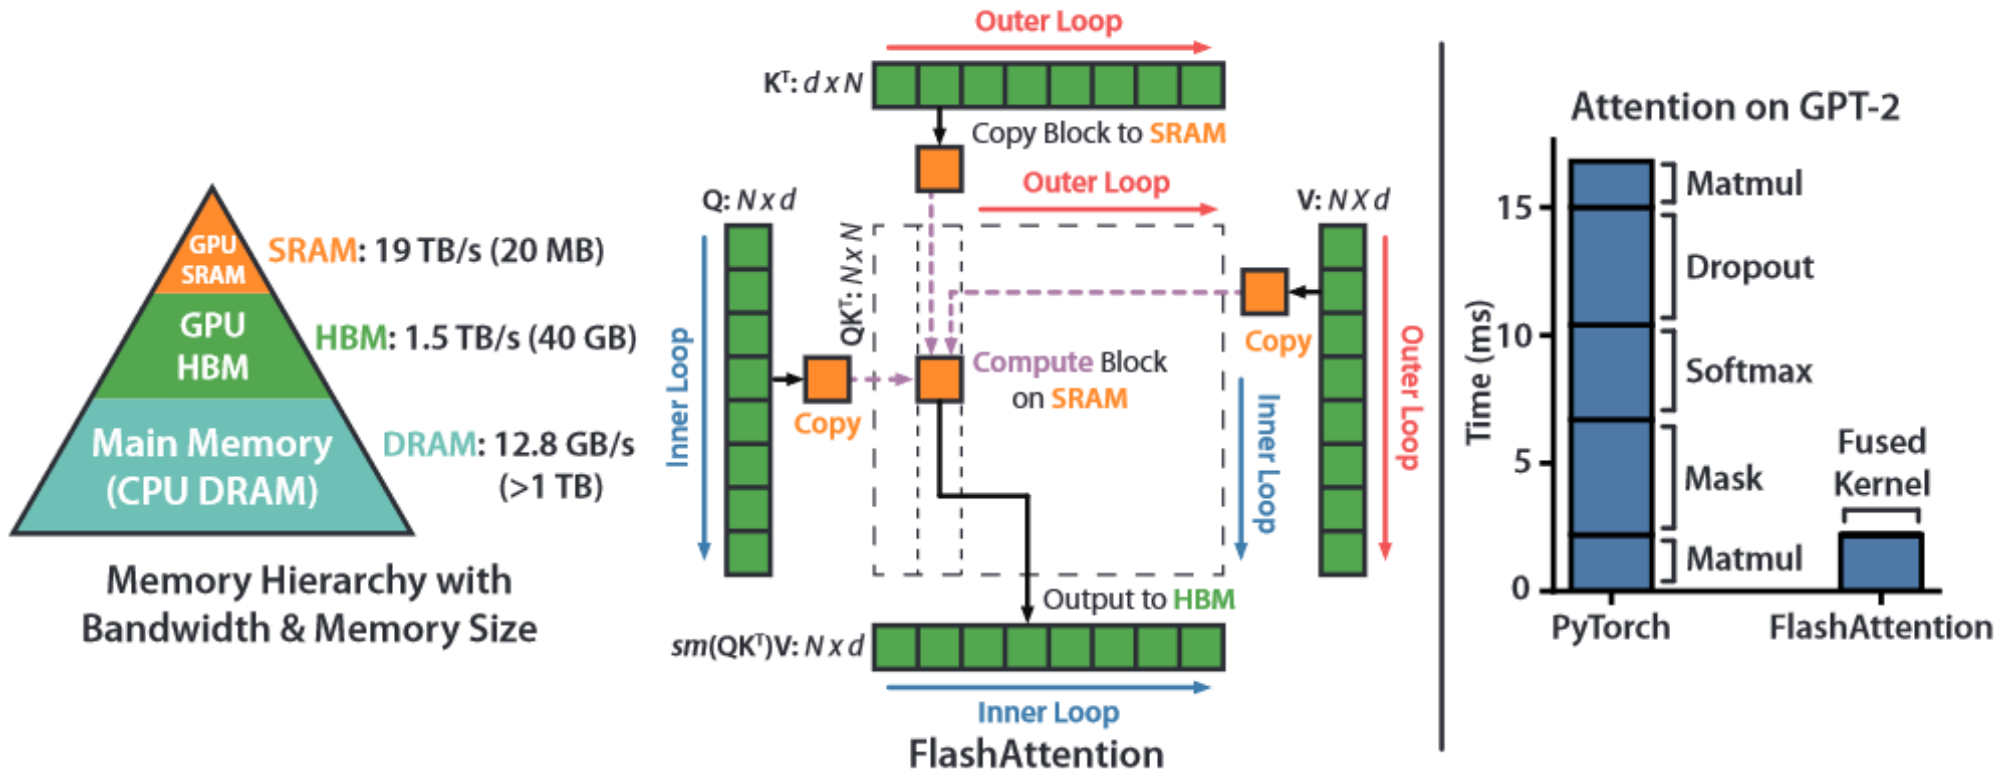 GPU
SRAM
SRAM: 19 TB/s (20 MB)
GPU
HBM
HBM: 1.5 TB/s (40 GB)
Main Memory
(CPU DRAM)
DRAM: 12.8 GB/s
(>1 TB)
Memory Hierarchy with
Bandwidth & Memory Size
Outer Loop
Kᵀ: d x N
Copy Block to SRAM
Outer Loop
Q: N x d
V: N X d
QKᵀ: N x N
Copy
Inner Loop
Copy
Compute Block
on SRAM
Outer Loop
Inner Loop
Output to HBM
sm(QKᵀ)V: N x d
Inner Loop
FlashAttention
Attention on GPT-2
Time (ms)
15
10
5
0
Matmul
Dropout
Softmax
Mask
Matmul
Fused
Kernel
PyTorch
FlashAttention